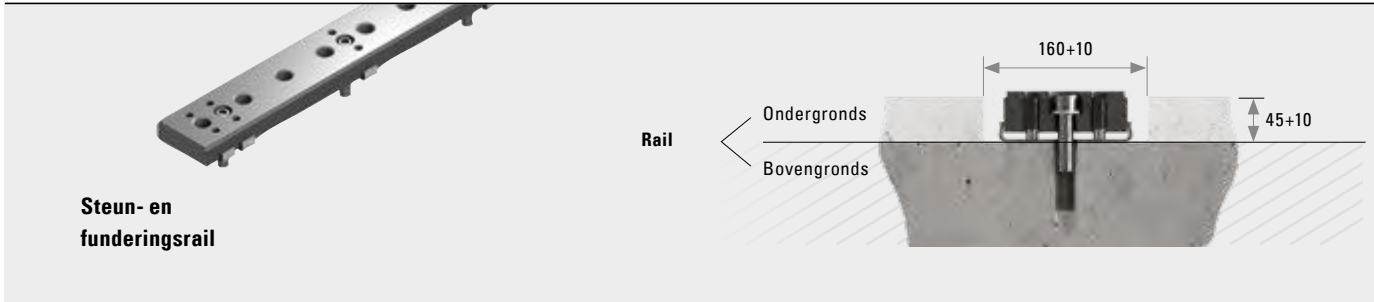 160+10
Ondergronds
45+10
Rail
Bovengronds
Steun- en
funderingsrail